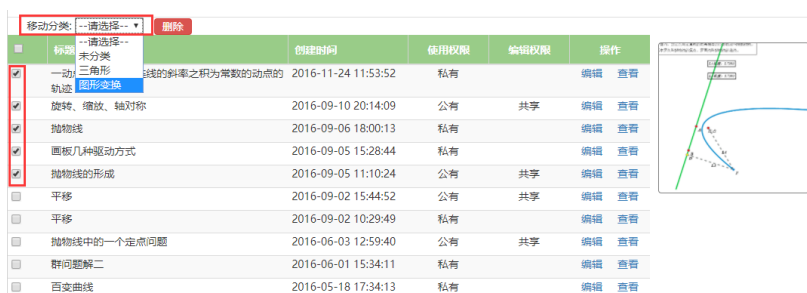 移动分类: --请选择-- 删除
--请选择--
未分类
三角形
图形变换
标题 创建时间 使用权限 编辑权限 操作
一动 线的斜率之积为常数的动点的轨迹 2016-11-24 11:53:52 私有 编辑 查看
旋转、缩放、轴对称 2016-09-10 20:14:09 公有 共享 编辑 查看
抛物线 2016-09-06 18:00:13 私有 编辑 查看
画板几种驱动方式 2016-09-05 15:28:44 私有 编辑 查看
抛物线的形成 2016-09-05 11:10:24 公有 共享 编辑 查看
平移 2016-09-02 15:44:52 公有 共享 编辑 查看
平移 2016-09-02 10:29:49 私有 编辑 查看
抛物线中的一个定点问题 2016-06-03 12:59:40 公有 共享 编辑 查看
群问题解二 2016-06-01 15:34:11 私有 编辑 查看
百变曲线 2016-05-18 17:34:13 私有 编辑 查看